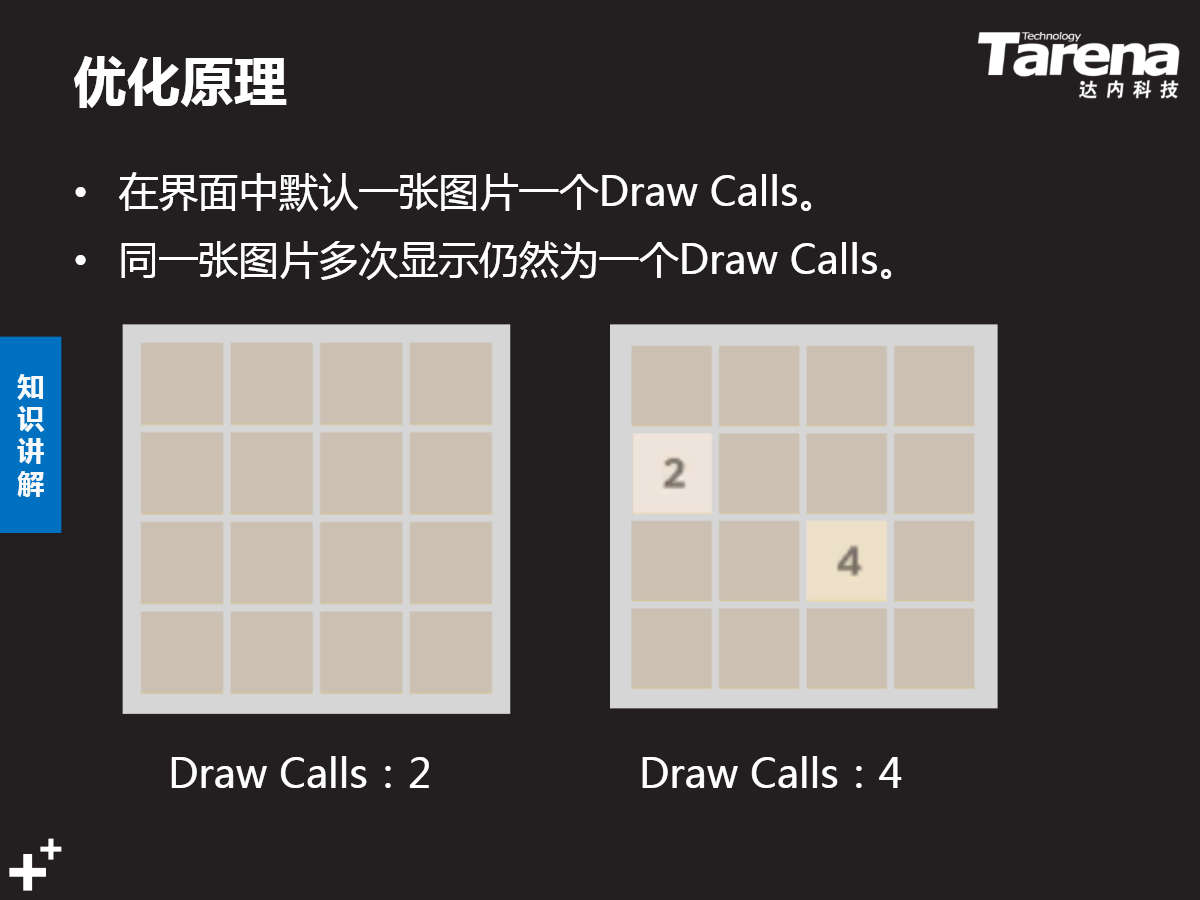 优化原理
Technology
Tarena
达内科技
• 在界面中默认一张图片一个Draw Calls。
• 同一张图片多次显示仍然为一个Draw Calls。
知识讲解
2
4
Draw Calls：2
Draw Calls：4